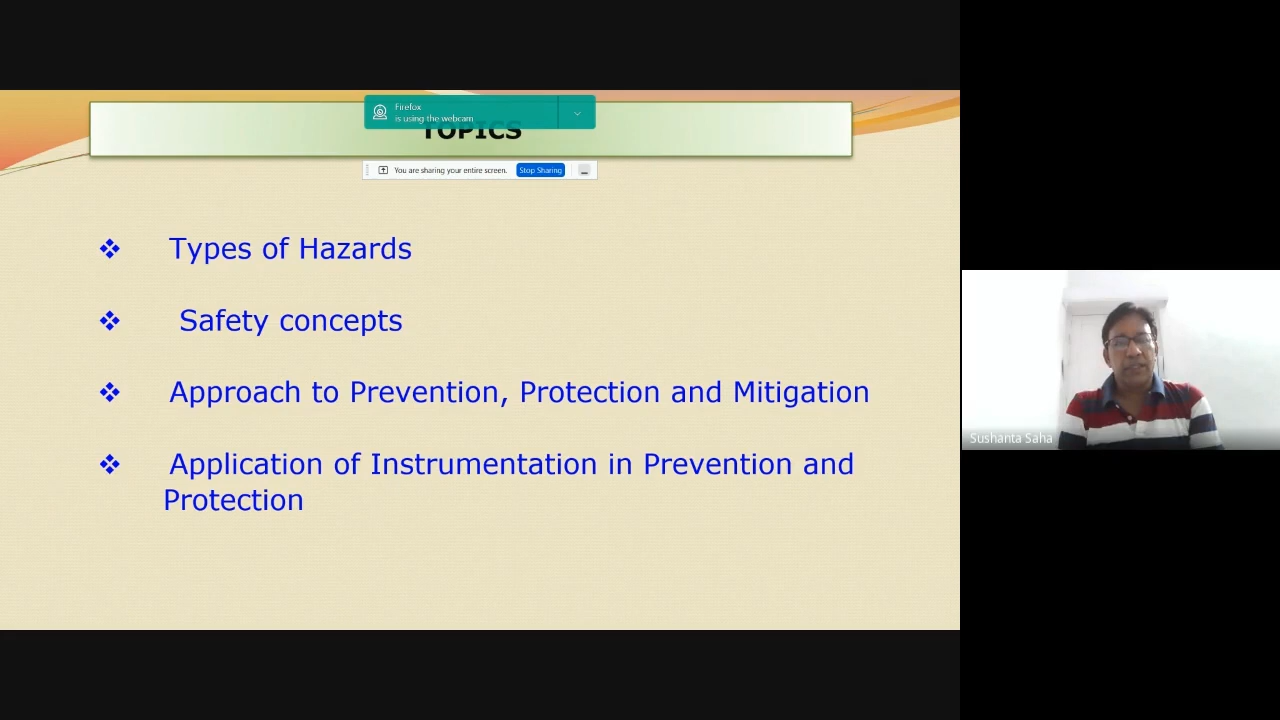 Firefox
is using the webcam
TOPICS
You are sharing your entire screen. Stop Sharing
❖ Types of Hazards
❖ Safety concepts
❖ Approach to Prevention, Protection and Mitigation
❖ Application of Instrumentation in Prevention and
Protection
Sushanta Saha